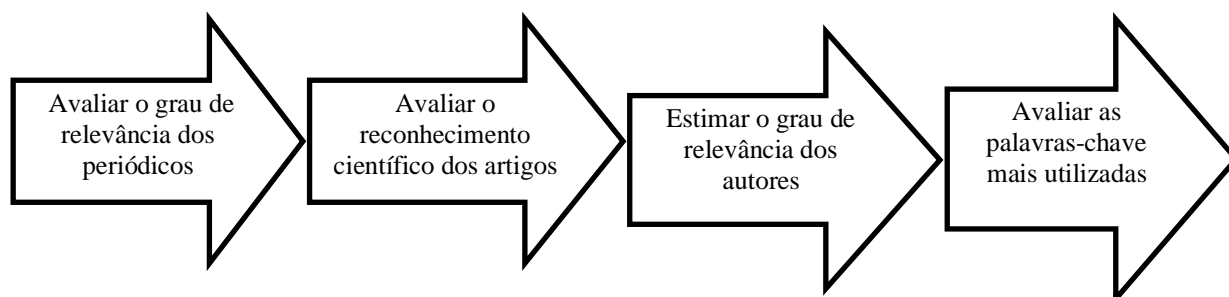 Avaliar o grau de
relevância dos
periódicos
Avaliar o
reconhecimento
científico dos artigos
Estimar o grau de
relevância dos
autores
Avaliar as
palavras-chave
mais utilizadas